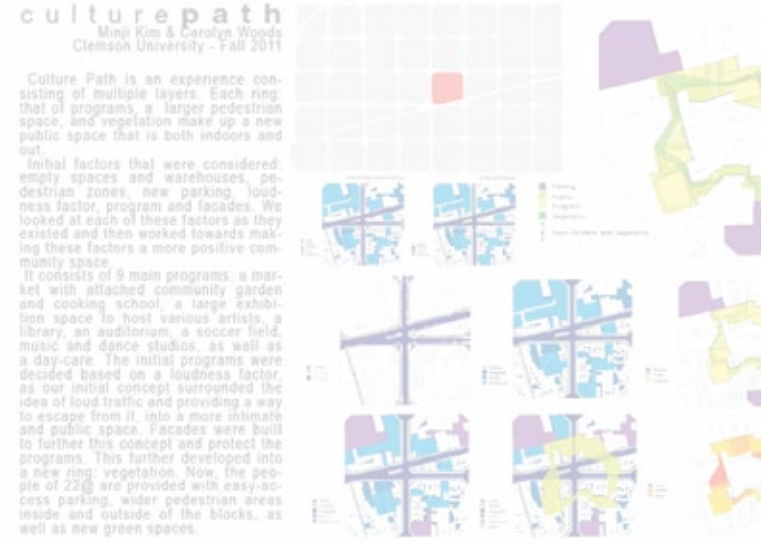 culturepath
Minji Kim & Carolyn Woods
Clemson University - Fall 2011
Culture Path is an experience con-
sisting of multiple layers. Each ring:
that of programs, a larger pedestrian
space, and vegetation make up a new
public space that is both indoors and
out.
Initial factors that were considered:
empty spaces and warehouses, pe-
destrian zones, new parking, loud-
ness factor, program and facades. We
looked at each of these factors as they
existed and then worked towards mak-
ing these factors a more positive com-
munity space.
It consists of 9 main programs: a mar-
ket with attached community garden
and cooking school, a large exhibi-
tion space to host various artists, a
library, an auditorium, a soccer field,
music and dance studios, as well as
a day-care. The initial programs were
decided based on a loudness factor,
as our initial concept surrounded the
idea of loud traffic and providing a way
to escape from it, into a more intimate
and public space. Facades were built
to further this concept and protect the
programs. This further developed into
a new ring: vegetation. Now, the peo-
ple of 22@ are provided with easy-ac-
cess parking, wider pedestrian areas
inside and outside of the blocks, as
well as new green spaces.